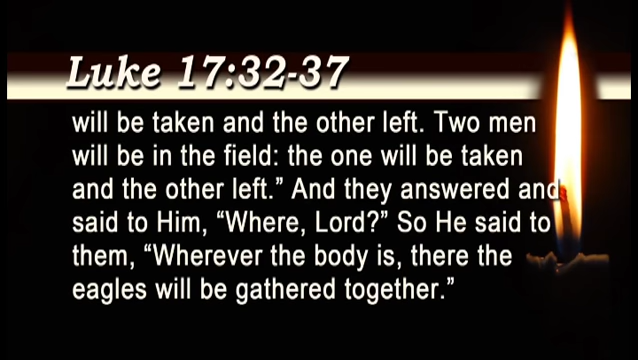 Luke 17:32-37
will be taken and the other left. Two men
will be in the field: the one will be taken
and the other left.” And they answered and
said to Him, “Where, Lord?” So He said to
them, “Wherever the body is, there the
eagles will be gathered together.”